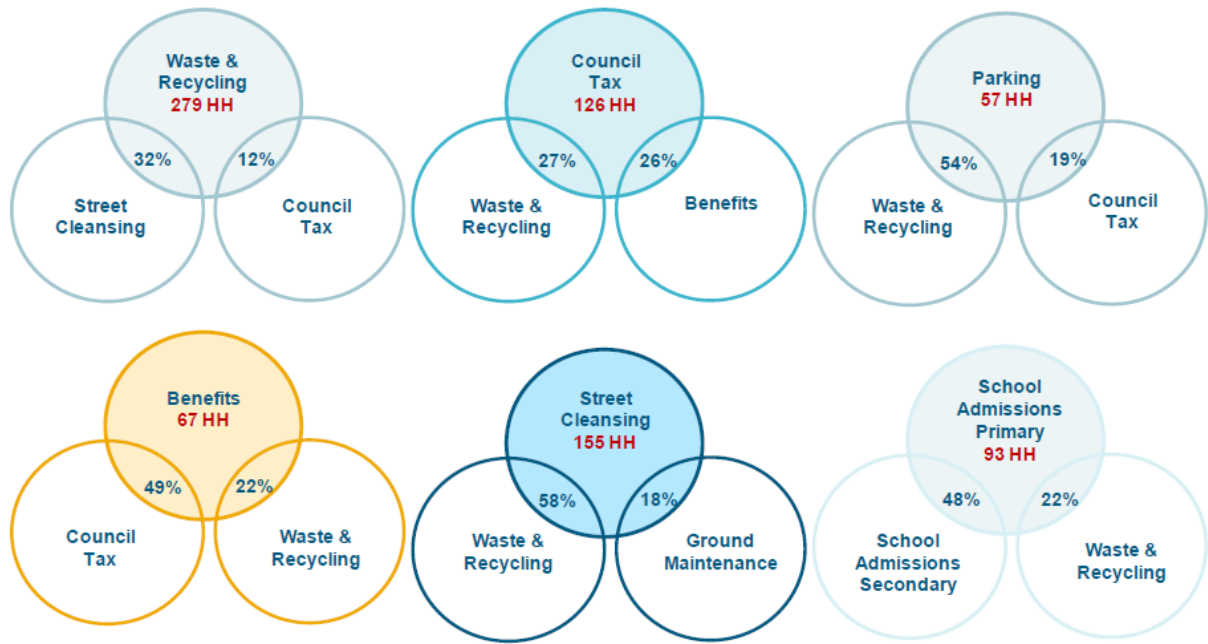 Waste &
Recycling
279 HH
32%
12%
Street
Cleansing
Council
Tax
Council
Tax
126 HH
27%
26%
Waste &
Recycling
Benefits
Parking
57 HH
54%
19%
Waste &
Recycling
Council
Tax
Benefits
67 HH
49%
22%
Council
Tax
Waste &
Recycling
Street
Cleansing
155 HH
58%
18%
Waste &
Recycling
Ground
Maintenance
School
Admissions
Primary
93 HH
48%
22%
School
Admissions
Secondary
Waste &
Recycling